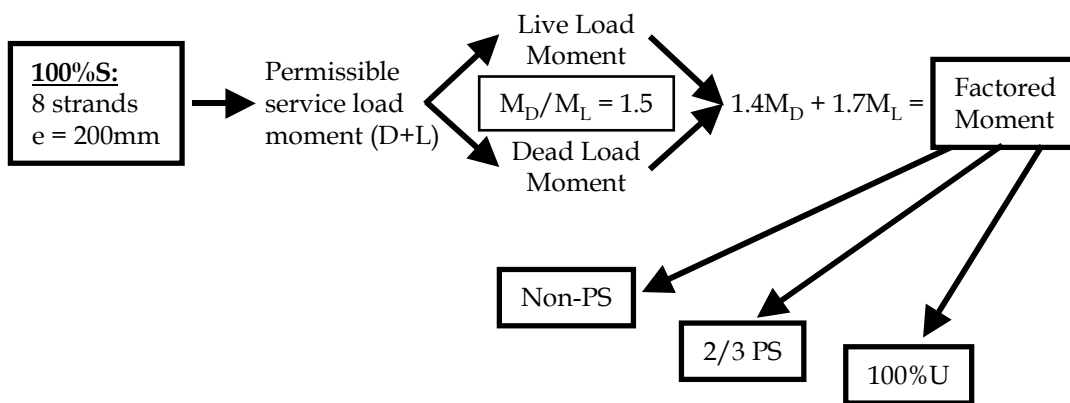 100%S:
8 strands
e = 200mm
Permissible
service load
moment (D+L)
Live Load
Moment
M_D/M_L = 1.5
Dead Load
Moment
1.4M_D + 1.7M_L =
Factored
Moment
Non-PS
2/3 PS
100%U